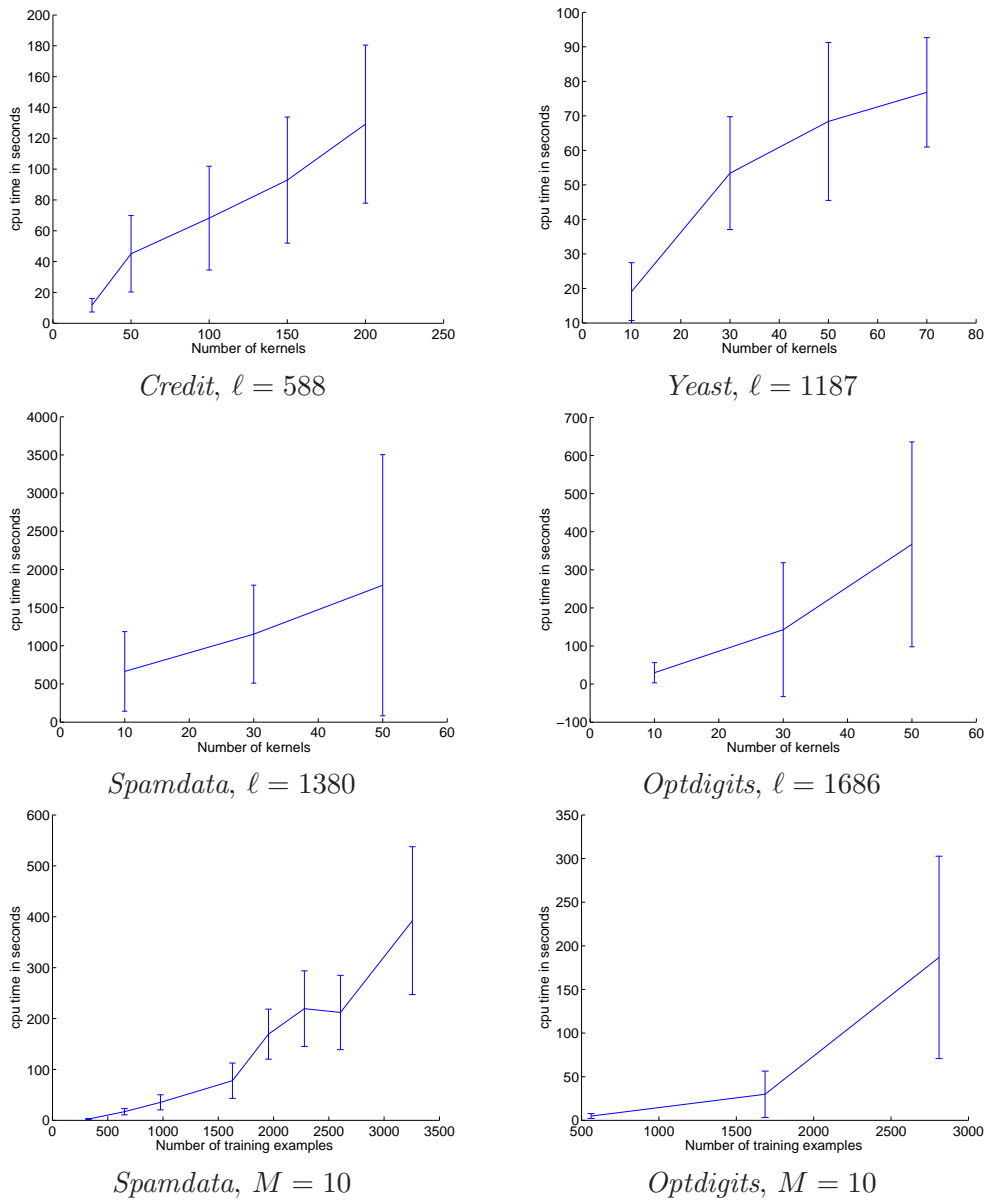 200
180
160
140
120
100
80
60
40
20
0
cpu time in seconds
0 50 100 150 200 250
Number of kernels
Credit, ℓ = 588
100
90
80
70
60
50
40
30
20
10
cpu time in seconds
0 10 20 30 40 50 60 70 80
Number of kernels
Yeast, ℓ = 1187
4000
3500
3000
2500
2000
1500
1000
500
0
cpu time in seconds
0 10 20 30 40 50 60
Number of kernels
Spamdata, ℓ = 1380
700
600
500
400
300
200
100
0
−100
cpu time in seconds
0 10 20 30 40 50 60
Number of kernels
Optdigits, ℓ = 1686
600
500
400
300
200
100
0
cpu time in seconds
0 500 1000 1500 2000 2500 3000 3500
Number of training examples
Spamdata, M = 10
350
300
250
200
150
100
50
0
cpu time in seconds
500 1000 1500 2000 2500 3000
Number of training examples
Optdigits, M = 10